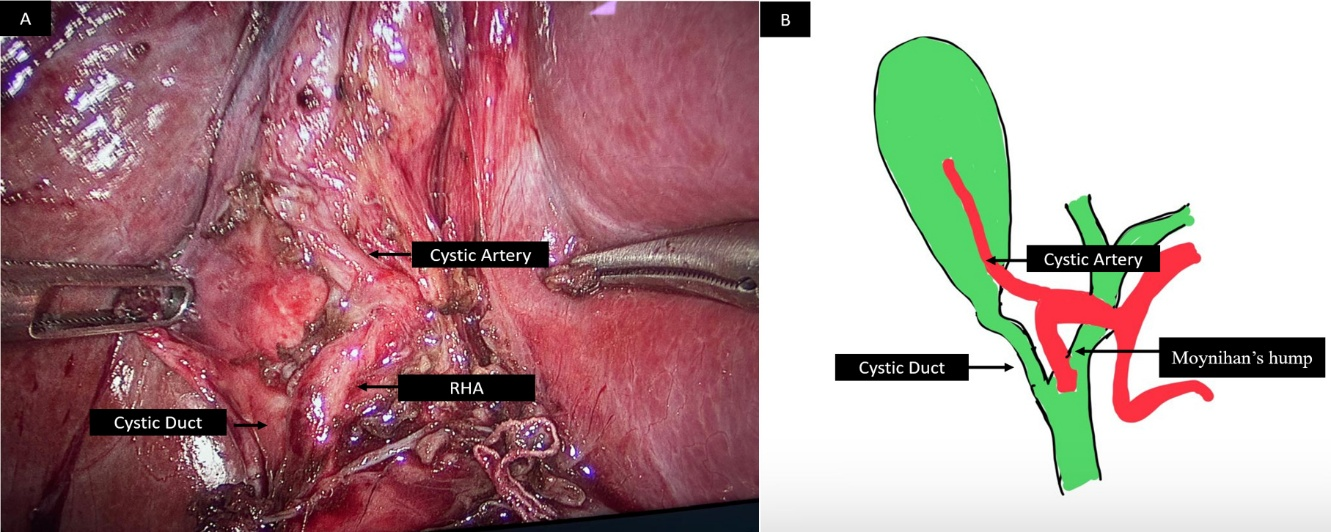 A
Cystic Artery
RHA
Cystic Duct
B
Cystic Artery
Moynihan's hump
Cystic Duct